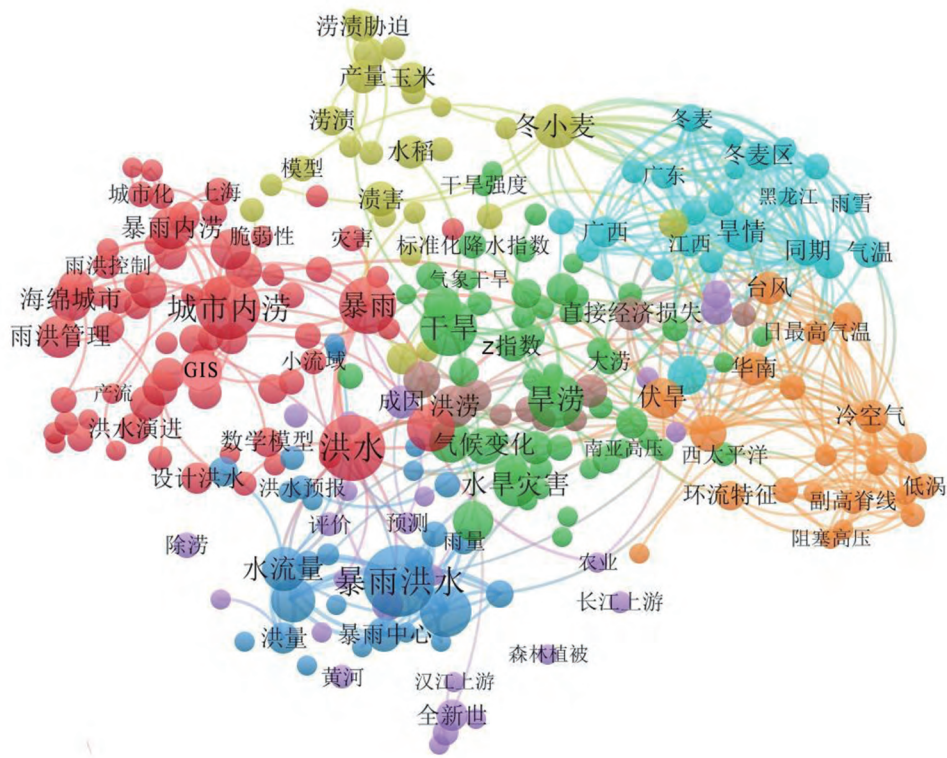 涝渍胁迫
产量
玉米
涝渍
冬小麦
冬麦
水稻
冬麦区
模型
干旱强度
广东
城市化
上海
黑龙江
雨雪
渍害
暴雨内涝
脆弱性
灾害
标准化降水指数
广西
江西
旱情
同期
气温
雨洪控制
气象干旱
台风
海绵城市
城市内涝
暴雨
直接经济损失
雨洪管理
干旱
日最高气温
z指数
小流域
大涝
华南
GIS
产流
成因
洪涝
旱涝
伏旱
冷空气
洪水演进
数学模型
洪水
气候变化
南亚高压
西太平洋
设计洪水
洪水预报
水旱灾害
环流特征
副高脊线
低涡
评价
预测
雨量
阻塞高压
除涝
水流量
暴雨洪水
农业
长江上游
洪量
暴雨中心
森林植被
黄河
汉江上游
全新世